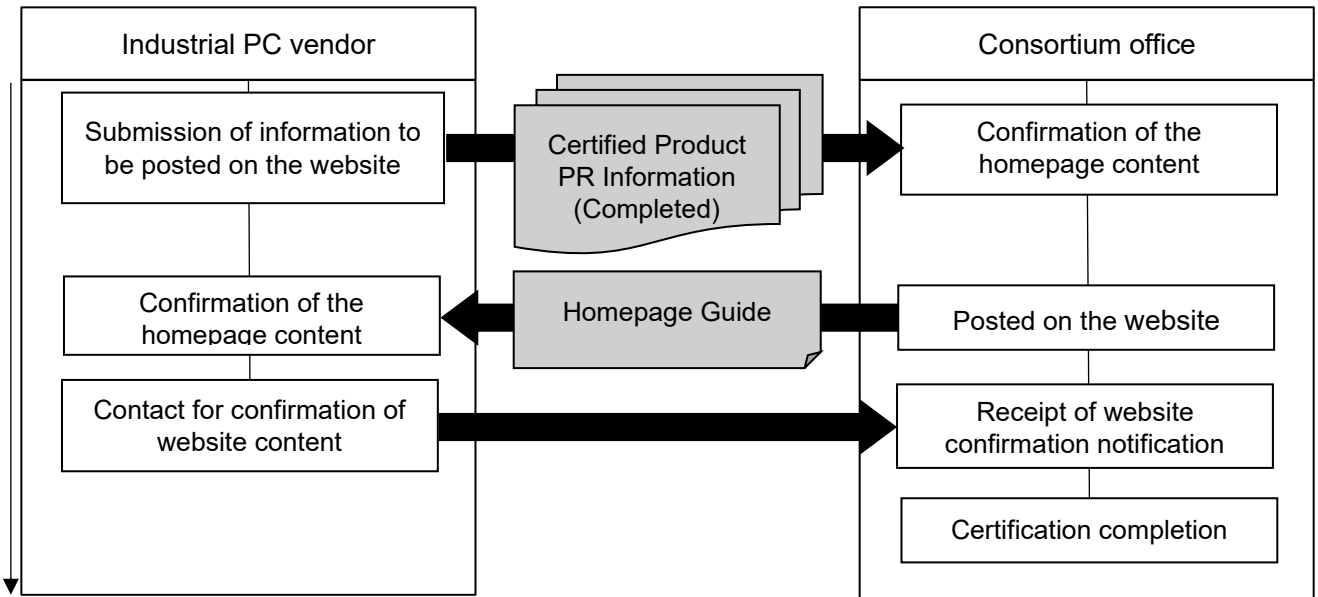 Industrial PC vendor
Consortium office
Submission of information to
be posted on the website
Certified Product
PR Information
(Completed)
Confirmation of the
homepage content
Confirmation of the
homepage content
Homepage Guide
Posted on the website
Contact for confirmation of
website content
Receipt of website
confirmation notification
Certification completion